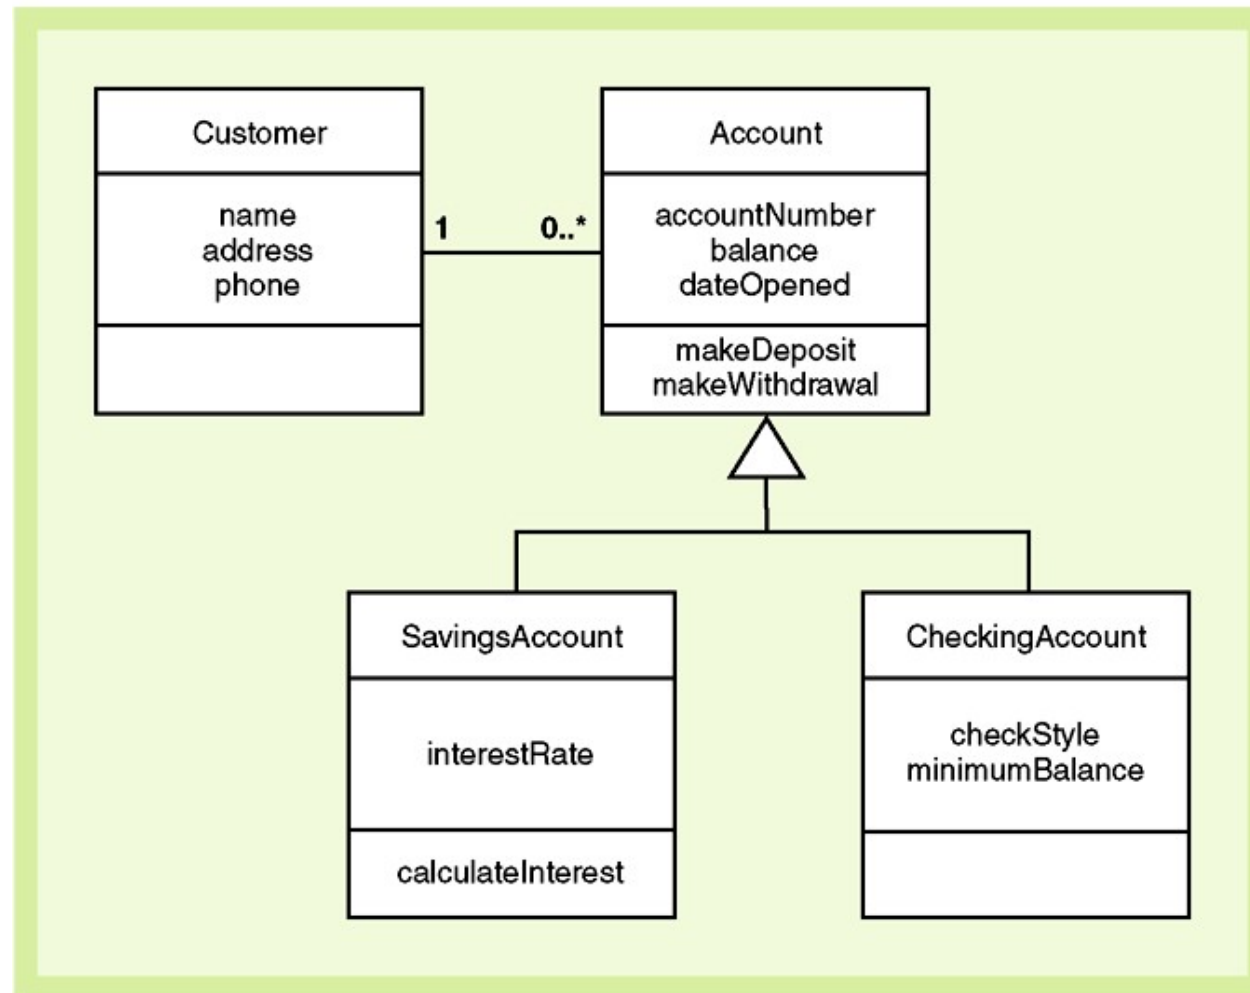 Customer
name
address
phone
1
0..*
Account
accountNumber
balance
dateOpened
makeDeposit
makeWithdrawal
SavingsAccount
interestRate
calculateInterest
CheckingAccount
checkStyle
minimumBalance